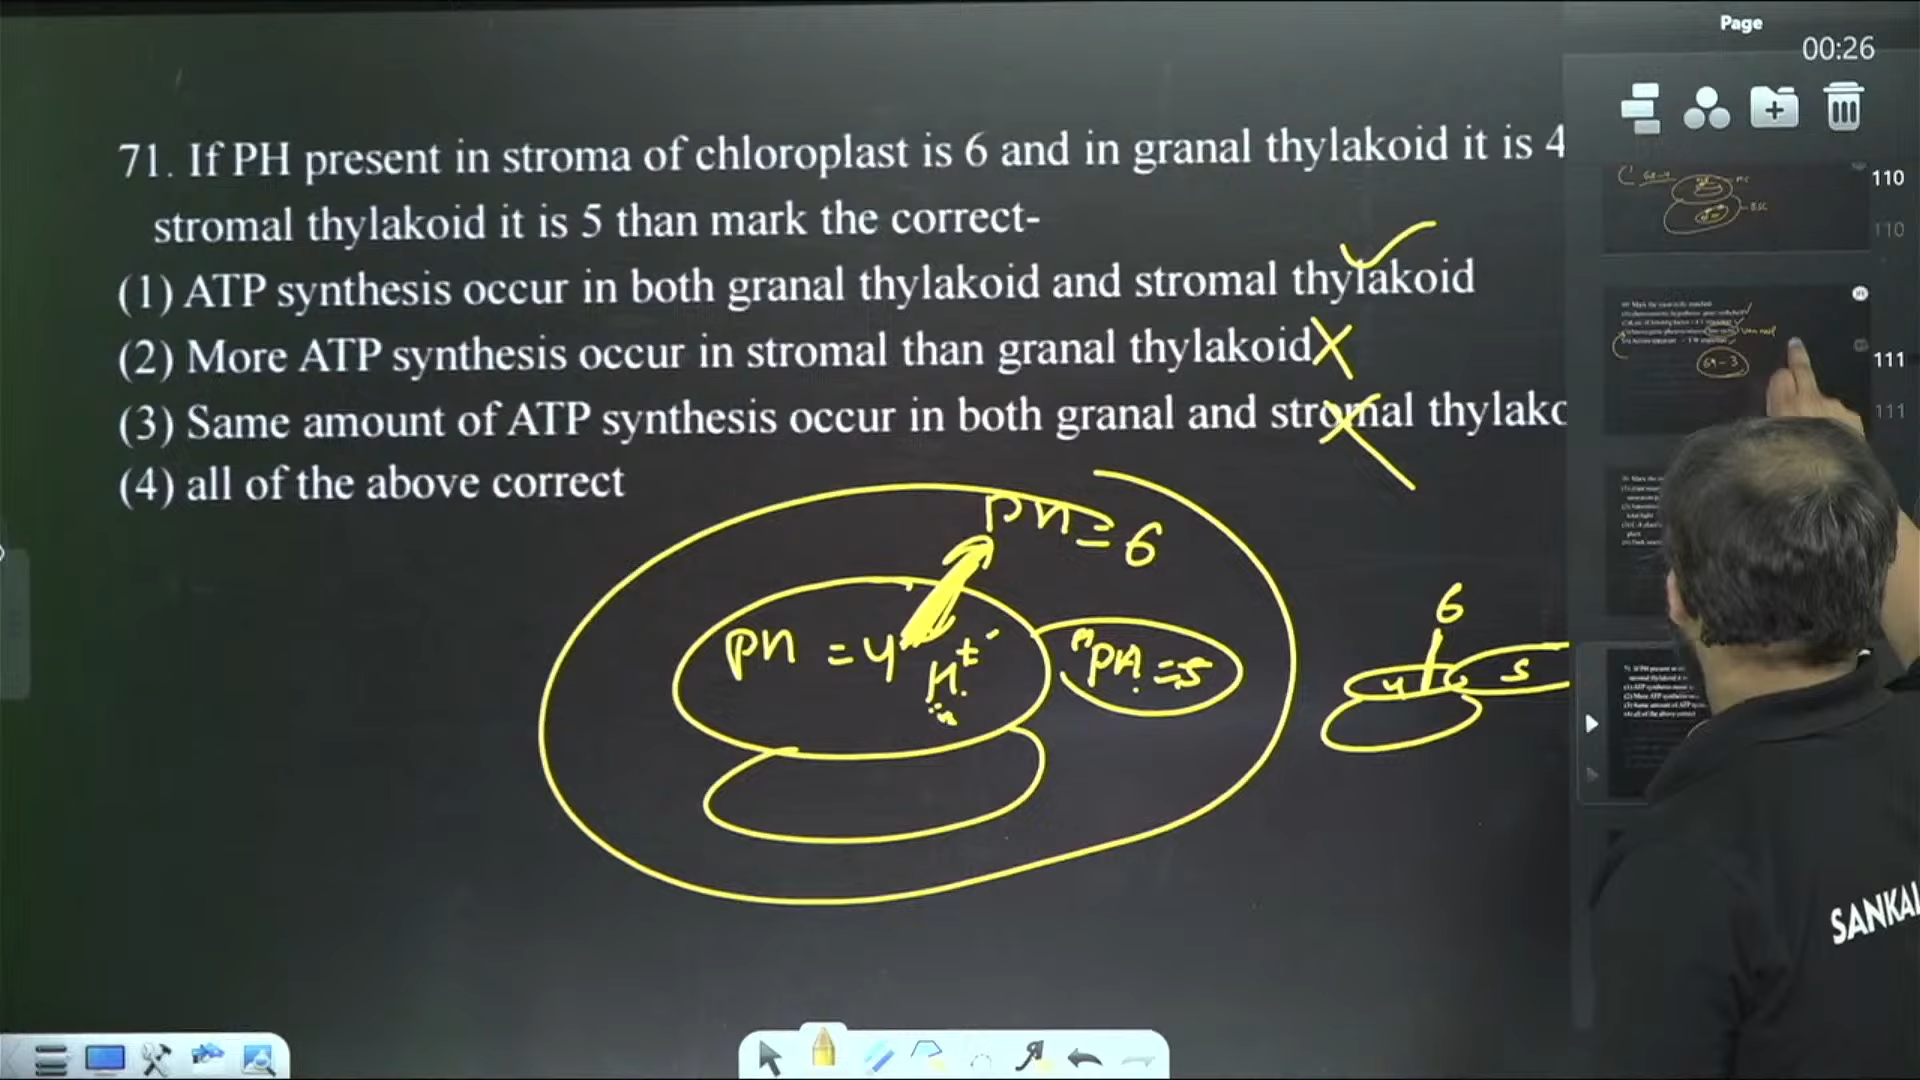 Page
00:26
71. If PH present in stroma of chloroplast is 6 and in granal thylakoid it is 4
stromal thylakoid it is 5 than mark the correct-
(1) ATP synthesis occur in both granal thylakoid and stromal thylakoid
(2) More ATP synthesis occur in stromal than granal thylakoid
(3) Same amount of ATP synthesis occur in both granal and stromal
(4) all of the above correct
pH = 6
pH = 4
H+
pH = 5
6
4
5
110
110
111
111
69-3